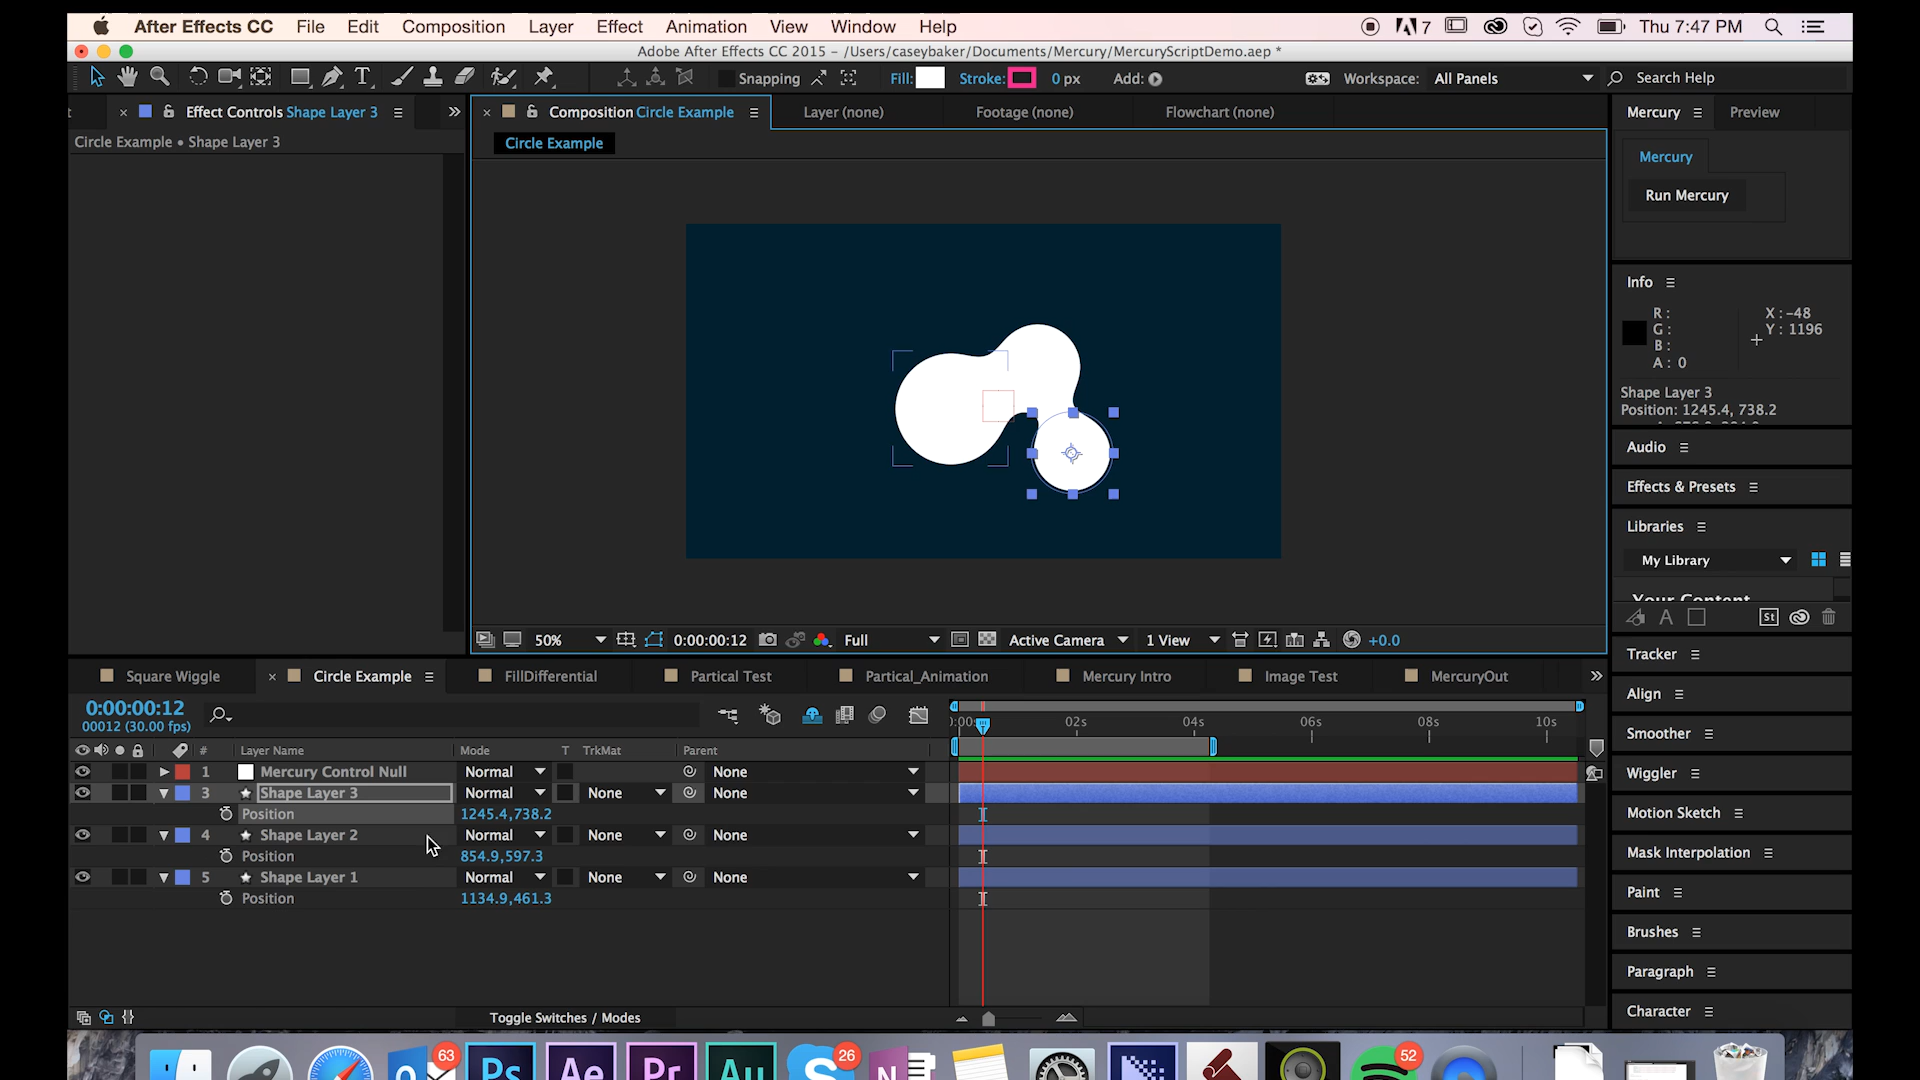 After Effects CC File Edit Composition Layer Effect Animation View Window Help 7 Thu 7:47 PM
Adobe After Effects CC 2015 - /Users/caseybaker/Documents/Mercury/MercuryScriptDemo.aep *
T Snapping Fill: Stroke: 0 px Add: Workspace: All Panels Search Help
t × Effect Controls Shape Layer 3 × Composition Circle Example Layer (none) Footage (none) Flowchart (none) Mercury Preview
Circle Example • Shape Layer 3
Circle Example
Mercury
Run Mercury
Info
R:
G:
B:
A: 0
X: -48
Y: 1196
Shape Layer 3
Position: 1245.4, 738.2
Audio
Effects & Presets
Libraries
My Library
Your Content
A St
50% 0:00:00:12 Full Active Camera 1 View +0.0
Tracker
Align
Smoother
Wiggler
Motion Sketch
Mask Interpolation
Paint
Brushes
Paragraph
Character
Square Wiggle × Circle Example FillDifferential Partical Test Partical_Animation Mercury Intro Image Test MercuryOut
0:00:00:12
00012 (30.00 fps)
02s 04s 06s 08s 10s
# Layer Name Mode T TrkMat Parent
1 Mercury Control Null Normal None
3 Shape Layer 3 Normal None None
Position 1245.4,738.2
4 Shape Layer 2 Normal None None
Position 854.9,597.3
5 Shape Layer 1 Normal None None
Position 1134.9,461.3
Toggle Switches / Modes
63 Ps Ae Pr Au 26 N 52